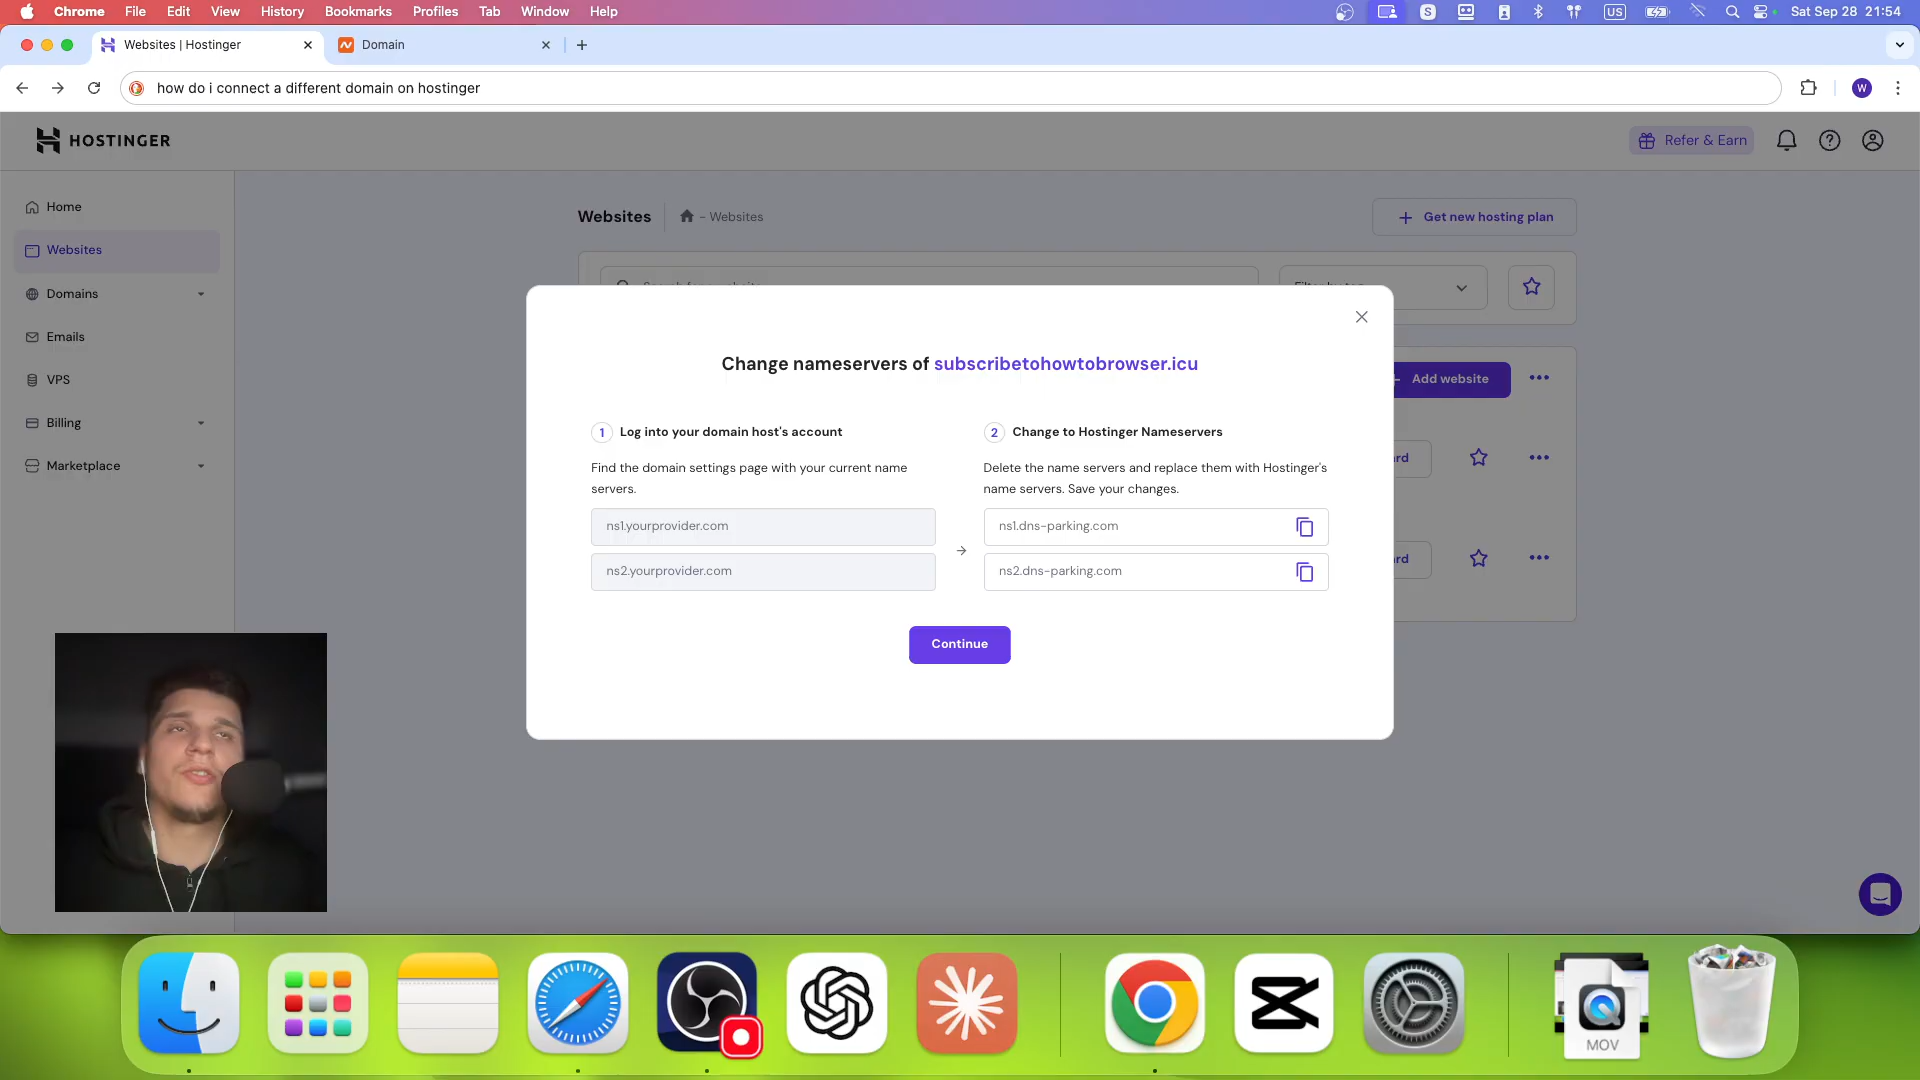 Chrome File Edit View History Bookmarks Profiles Tab Window Help S US Sat Sep 28 21:54
Websites | Hostinger Domain
how do i connect a different domain on hostinger W
HOSTINGER Refer & Earn
Home
Websites
Domains
Emails
VPS
Billing
Marketplace
Websites - Websites Get new hosting plan
Add website
rd
rd
Change nameservers of subscribetohowtobrowser.icu
1 Log into your domain host's account
Find the domain settings page with your current name
servers.
ns1.yourprovider.com
ns2.yourprovider.com
2 Change to Hostinger Nameservers
Delete the name servers and replace them with Hostinger's
name servers. Save your changes.
ns1.dns-parking.com
ns2.dns-parking.com
Continue
MOV